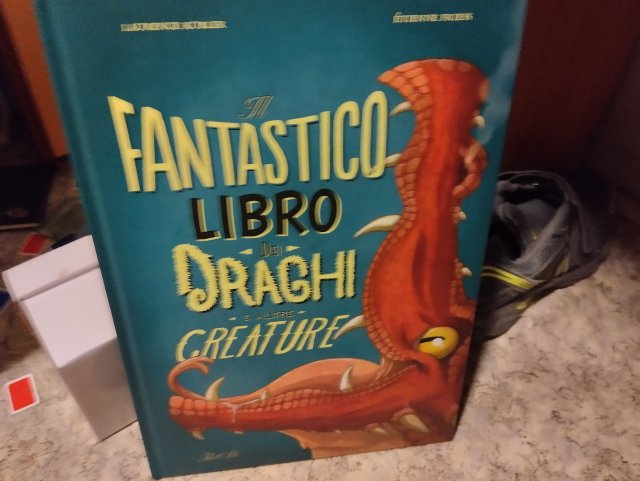 Il
FANTASTICO
LIBRO
DEI
DRAGHI
E ALTRE
CREATURE